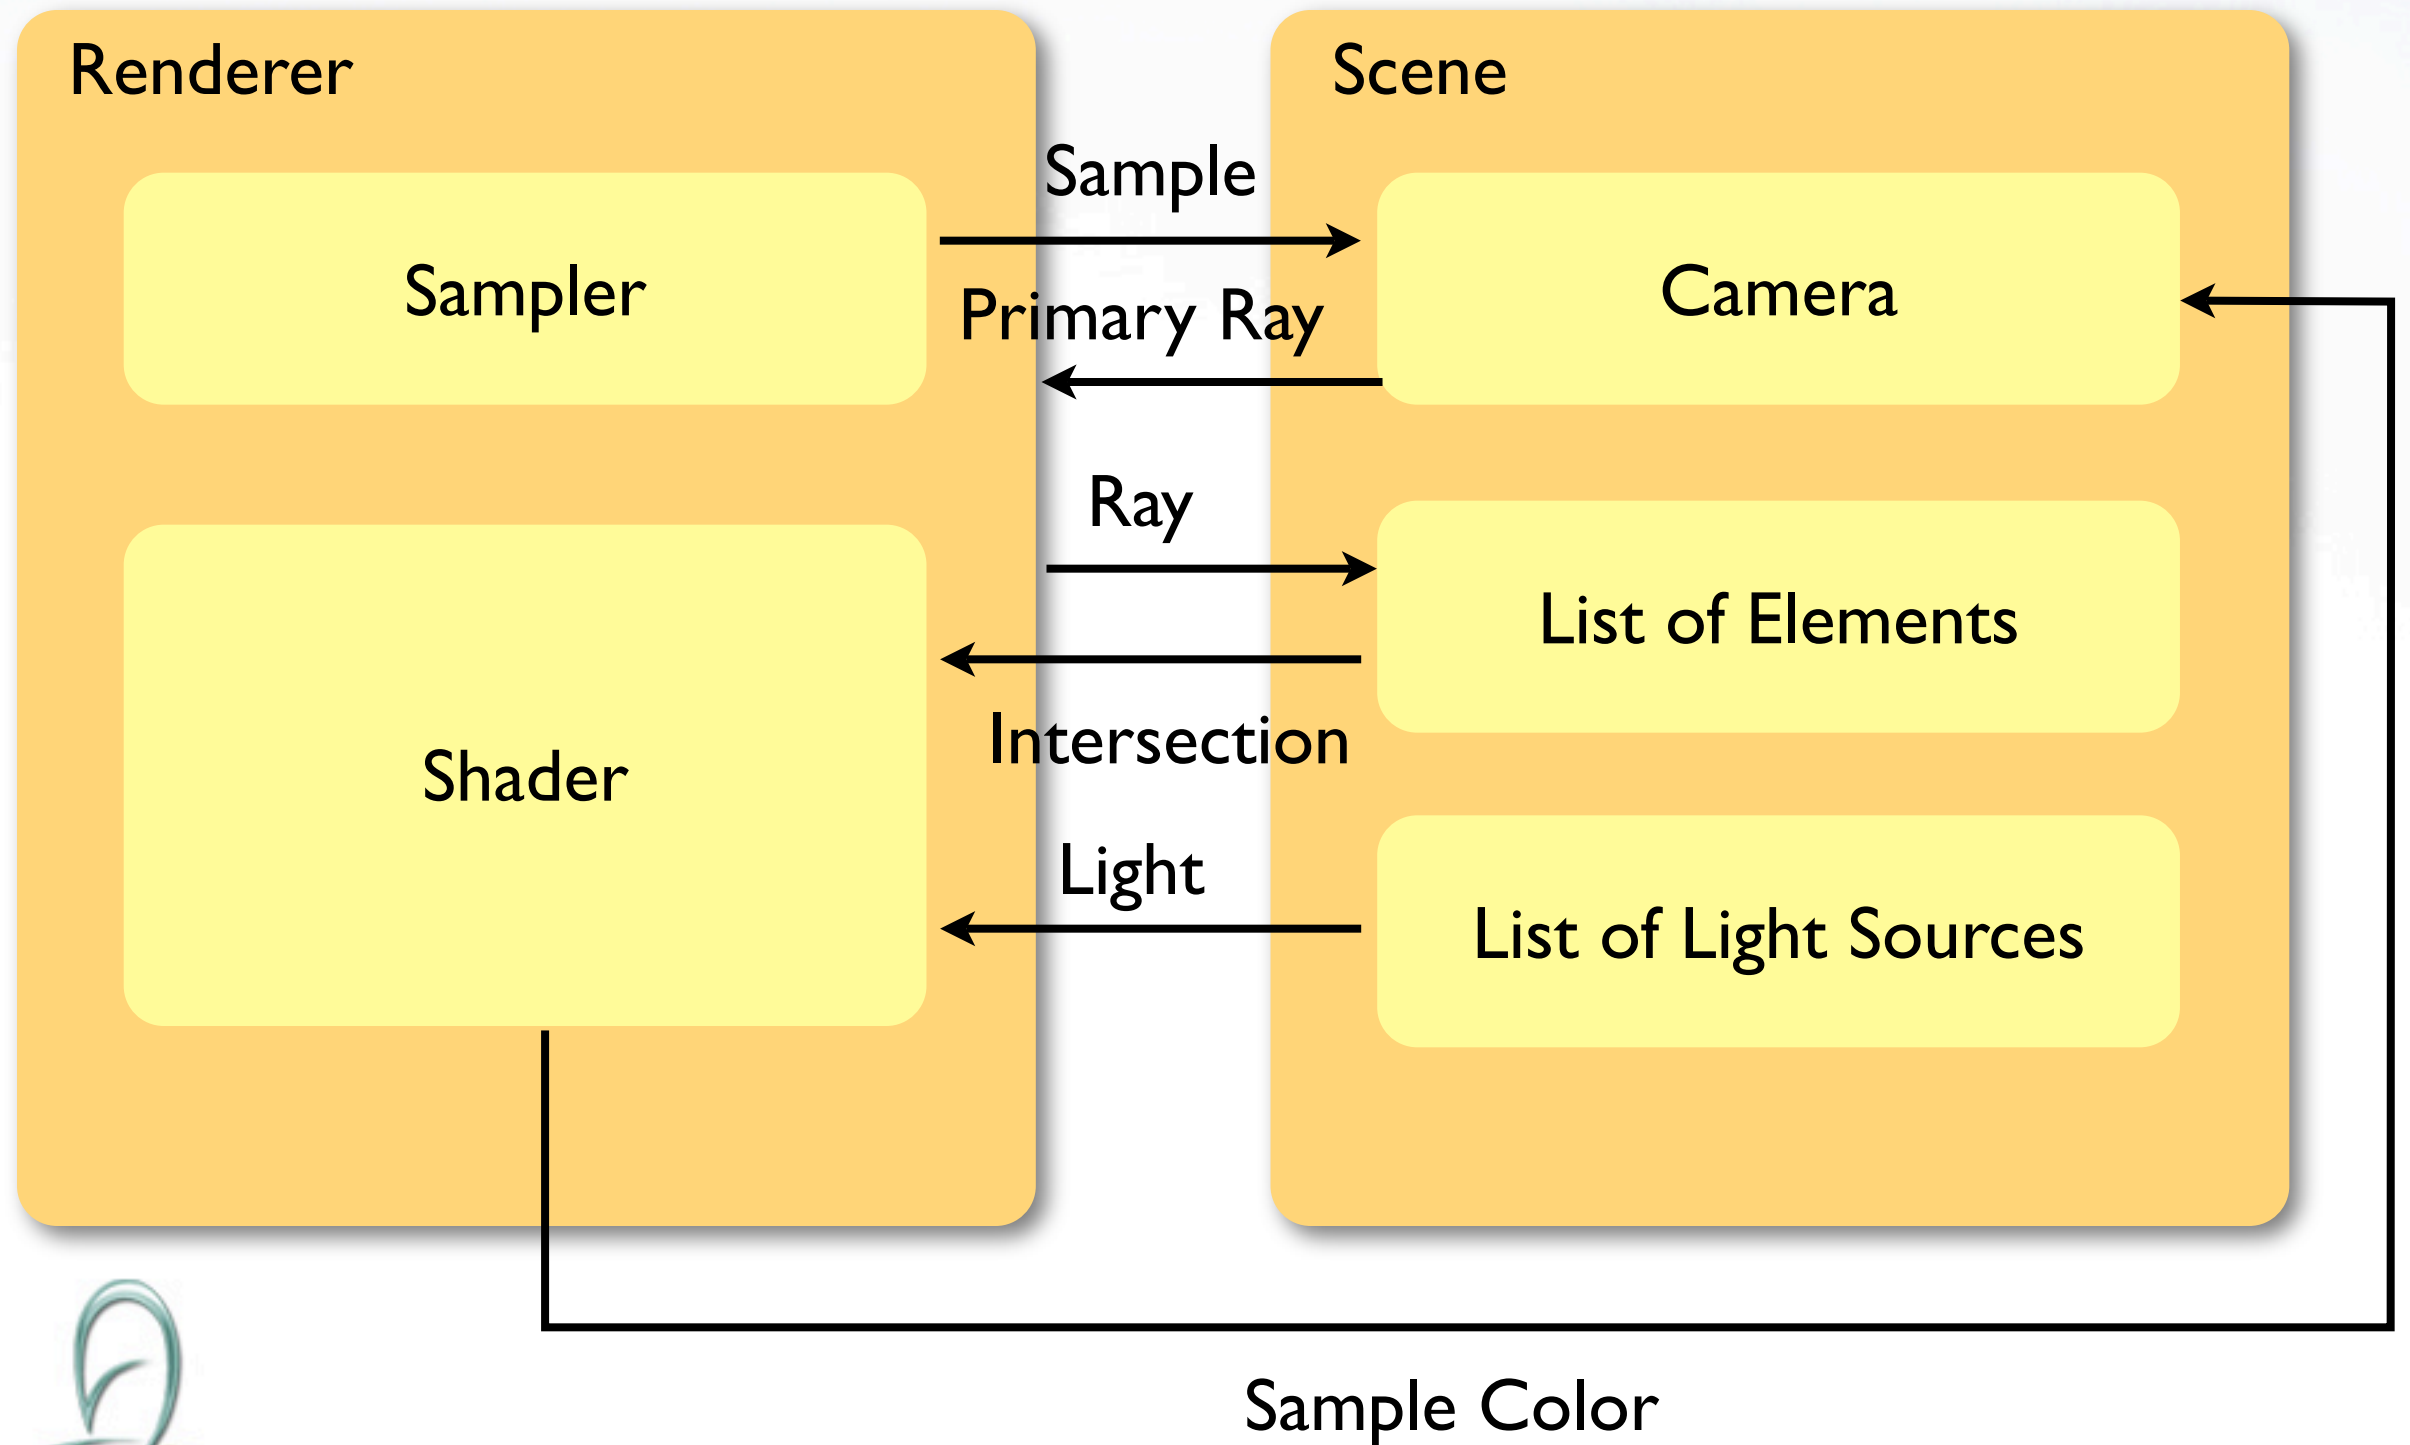 Renderer
Scene
Sample
Sampler
Camera
Primary Ray
Ray
List of Elements
Intersection
Shader
Light
List of Light Sources
Sample Color